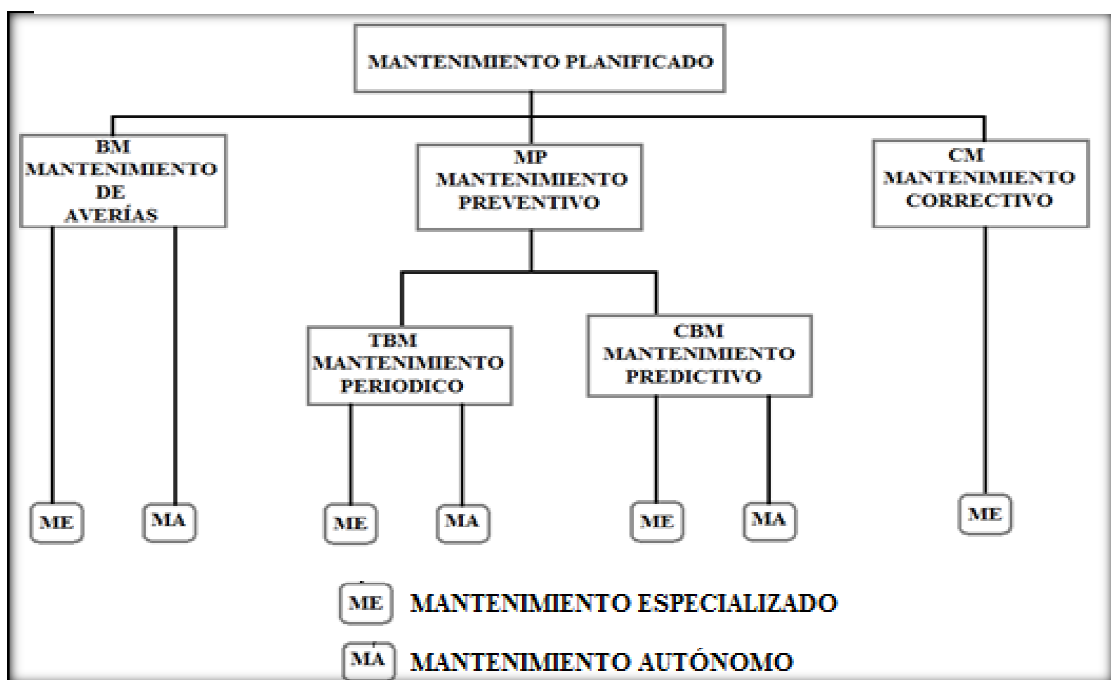 MANTENIMIENTO PLANIFICADO
BM
MANTENIMIENTO
DE
AVERÍAS
MP
MANTENIMIENTO
PREVENTIVO
CM
MANTENIMIENTO
CORRECTIVO
TBM
MANTENIMIENTO
PERIODICO
CBM
MANTENIMIENTO
PREDICTIVO
ME
MA
ME
MA
ME
MA
ME
ME MANTENIMIENTO ESPECIALIZADO
MÁ MANTENIMIENTO AUTÓNOMO